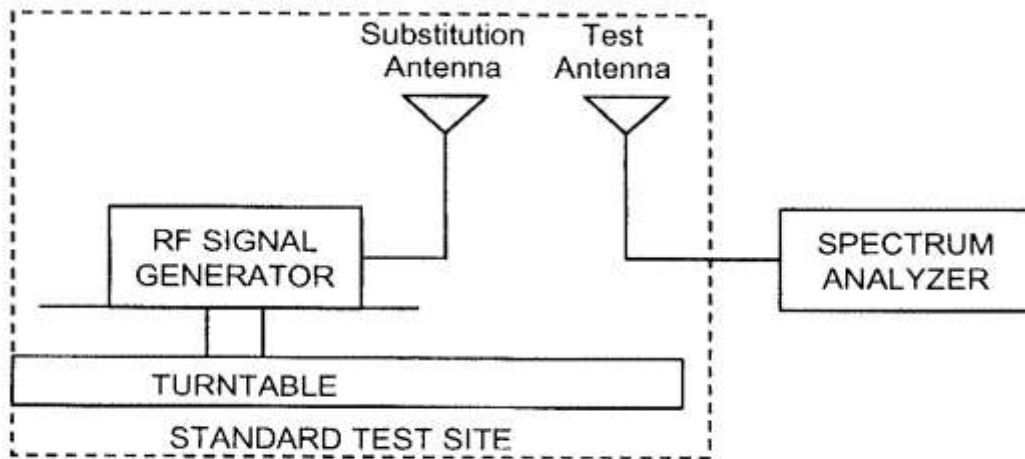 Substitution
Antenna
Test
Antenna
RF SIGNAL
GENERATOR
SPECTRUM
ANALYZER
TURNTABLE
STANDARD TEST SITE